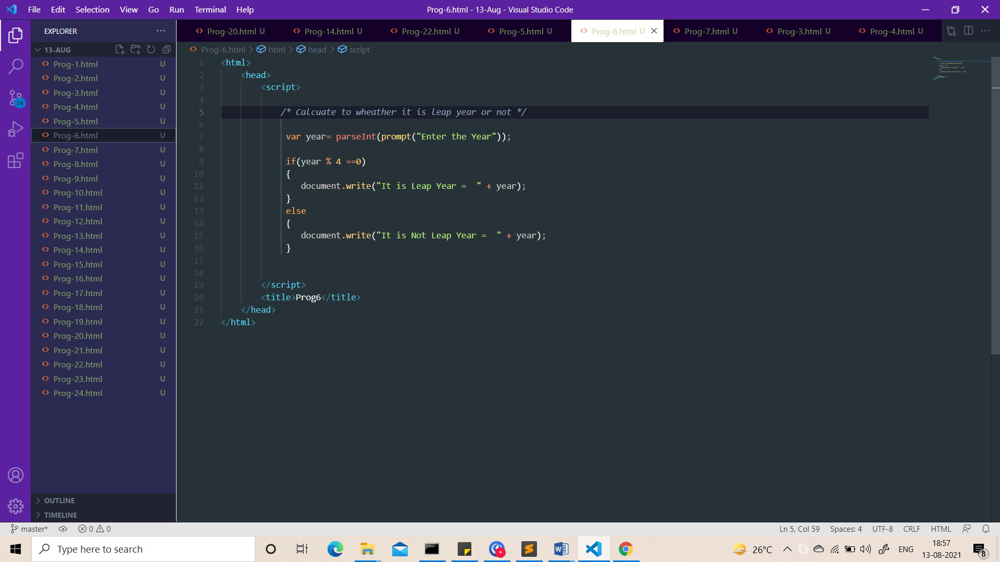 File Edit Selection View Go Run Terminal Help
Prog-6.html - 13-Aug - Visual Studio Code
EXPLORER
Prog-20.html U
Prog-14.html U
Prog-22.html U
Prog-5.html U
Prog-6.html U
Prog-7.html U
Prog-3.html U
Prog-4.html U
13-AUG
Prog-1.html U
Prog-2.html U
Prog-3.html U
Prog-4.html U
Prog-5.html U
Prog-6.html U
Prog-7.html U
Prog-8.html U
Prog-9.html U
Prog-10.html U
Prog-11.html U
Prog-12.html U
Prog-13.html U
Prog-14.html U
Prog-15.html U
Prog-16.html U
Prog-17.html U
Prog-18.html U
Prog-19.html U
Prog-20.html U
Prog-21.html U
Prog-22.html U
Prog-23.html U
Prog-24.html U
OUTLINE
TIMELINE
24
Prog-6.html > html > head > script
1 <html>
2 <head>
3 <script>
4
5 /* Calcuate to wheather it is leap year or not */
6
7 var year= parseInt(prompt("Enter the Year"));
8
9 if(year % 4 ==0)
10 {
11 document.write("It is Leap Year =  " + year);
12 }
13 else
14 {
15 document.write("It is Not Leap Year =  " + year);
16 }
17
18
19 </script>
20 <title>Prog6</title>
21 </head>
22 </html>
master* 0 0
Ln 5, Col 59 Spaces: 4 UTF-8 CRLF HTML
Type here to search
26°C
ENG
18:57
13-08-2021
8